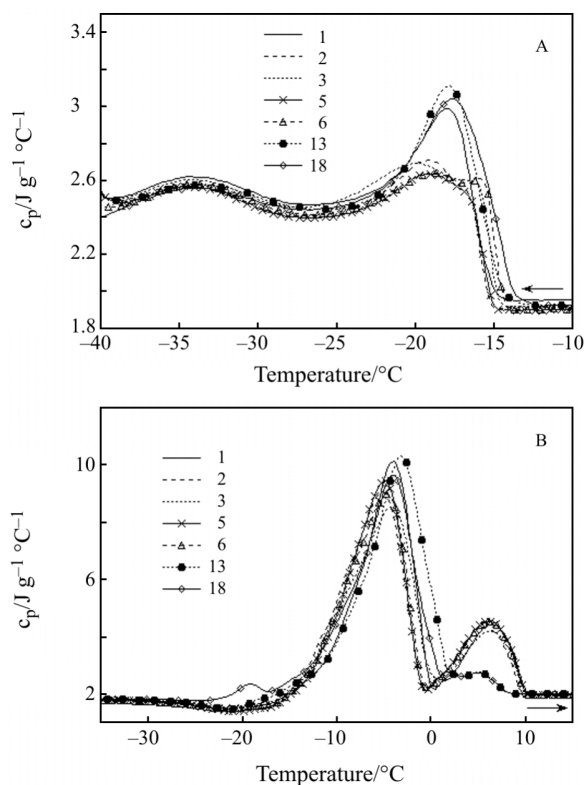 A
3.4
3.0
2.6
2.2
1.8
cp/J g–1 °C–1
1
2
3
5
6
13
18
–40 –35 –30 –25 –20 –15 –10
Temperature/°C
B
10
6
2
cp/J g–1 °C–1
1
2
3
5
6
13
18
–30 –20 –10 0 10
Temperature/°C